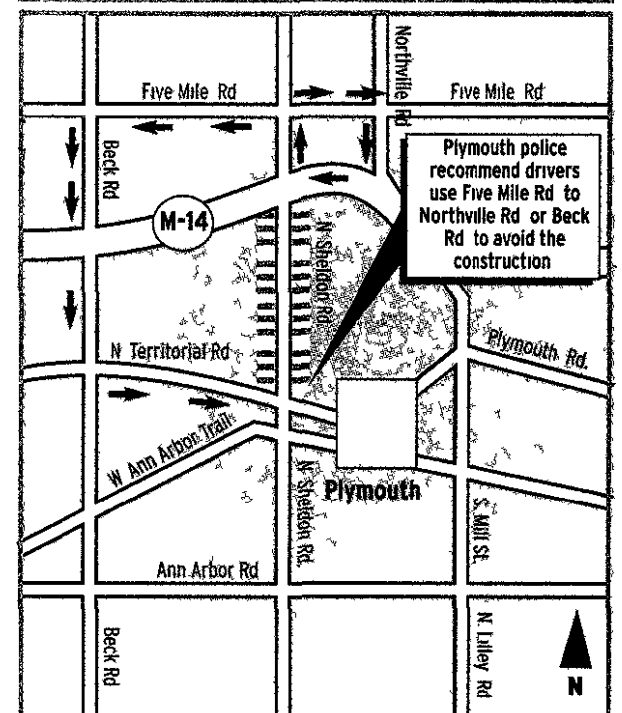 Northville Rd
Five Mile Rd
Five Mile Rd
Beck Rd
Plymouth police
recommend drivers
use Five Mile Rd to
Northville Rd or Beck
Rd to avoid the
construction
M-14
N Sheldon Rd.
N Territorial Rd
Plymouth Rd.
W Ann Arbor Trail
Plymouth
N Sheldon Rd.
S. Mill St.
Ann Arbor Rd
Beck Rd
N. Lilley Rd
N